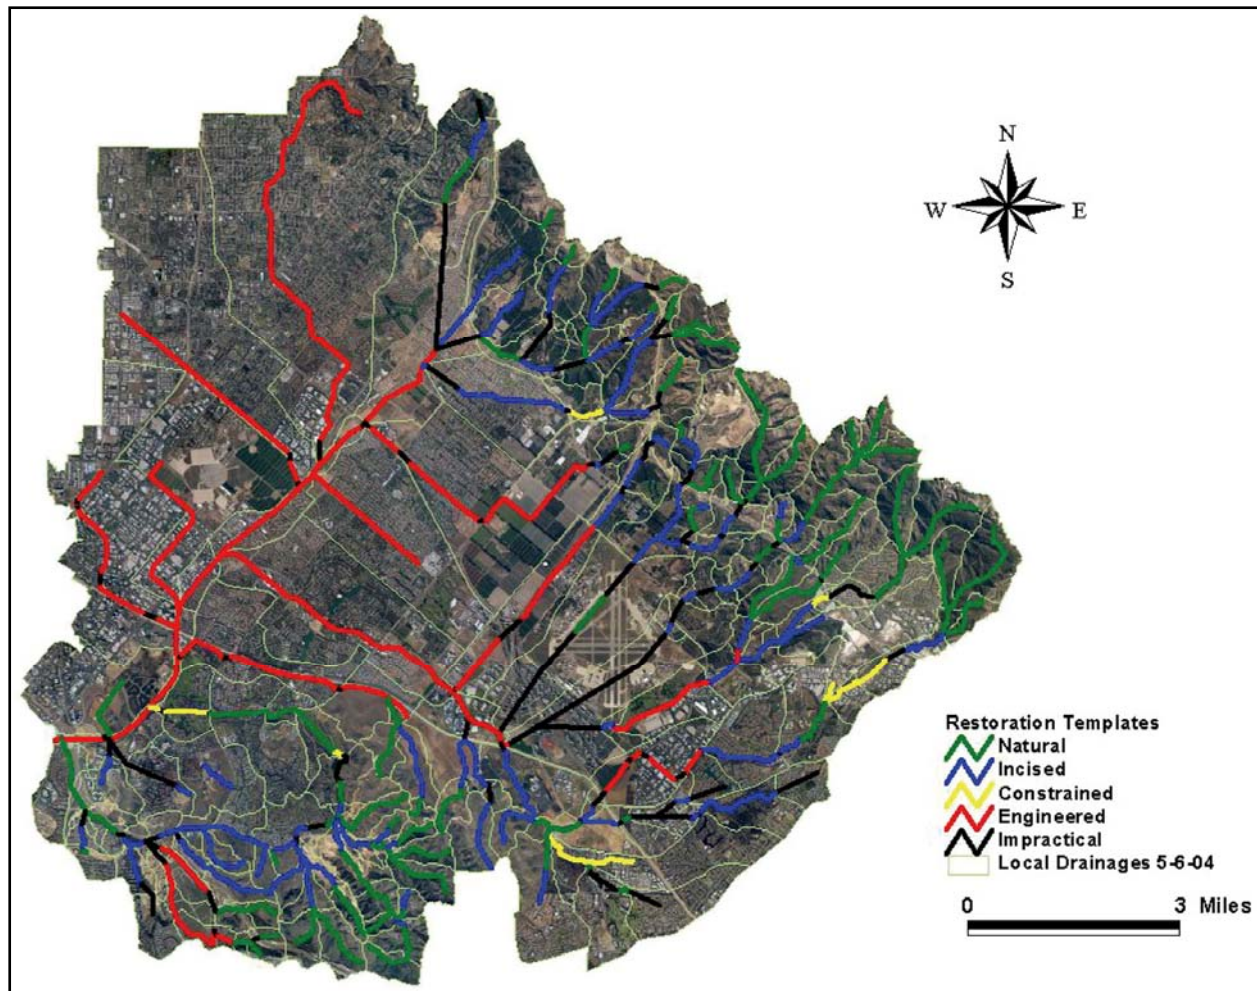 N
W E
S
Restoration Templates
Natural
Incised
Constrained
Engineered
Impractical
Local Drainages 5-6-04
0 3 Miles